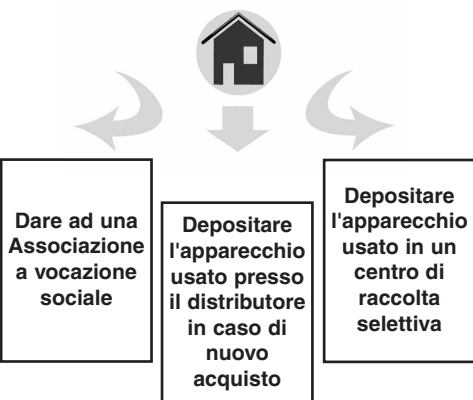 Dare ad una
Associazione
a vocazione
sociale
Depositare
l'apparecchio
usato presso
il distributore
in caso di
nuovo
acquisto
Depositare
l'apparecchio
usato in un
centro di
raccolta
selettiva